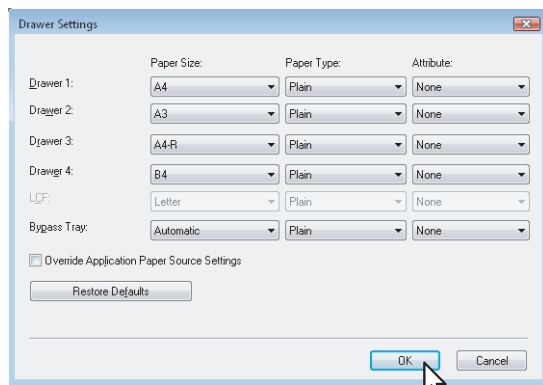 Drawer Settings
Paper Size: Paper Type: Attribute:
Drawer 1: A4 Plain None
Drawer 2: A3 Plain None
Drawer 3: A4-R Plain None
Drawer 4: B4 Plain None
LCF: Letter Plain None
Bypass Tray: Automatic Plain None
Override Application Paper Source Settings
Restore Defaults
OK Cancel